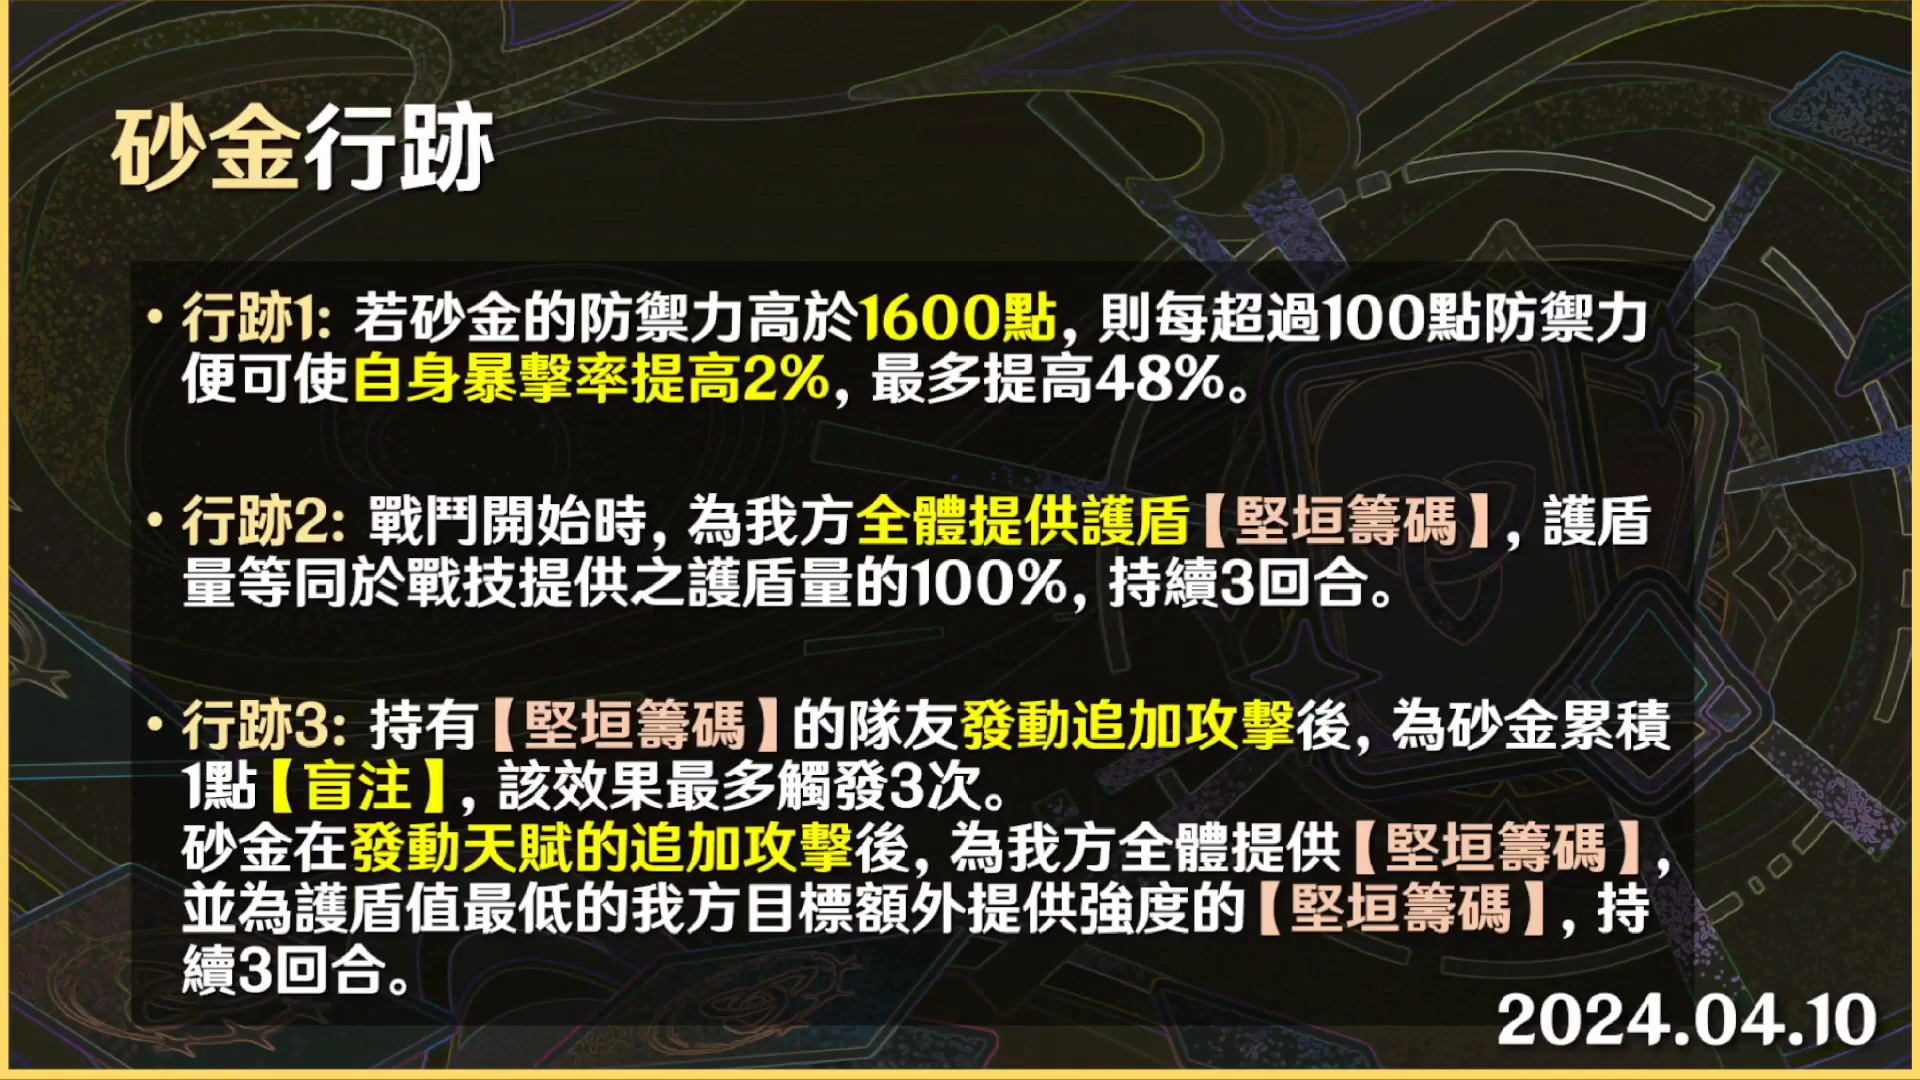 砂金行跡
• 行跡1: 若砂金的防禦力高於1600點, 則每超過100點防禦力
便可使自身暴擊率提高2%, 最多提高48%。
• 行跡2: 戰鬥開始時, 為我方全體提供護盾【堅垣籌碼】, 護盾
量等同於戰技提供之護盾量的100%, 持續3回合。
• 行跡3: 持有【堅垣籌碼】的隊友發動追加攻擊後, 為砂金累積
1點【盲注】, 該效果最多觸發3次。
砂金在發動天賦的追加攻擊後, 為我方全體提供【堅垣籌碼】,
並為護盾值最低的我方目標額外提供強度的【堅垣籌碼】, 持
續3回合。
2024.04.10